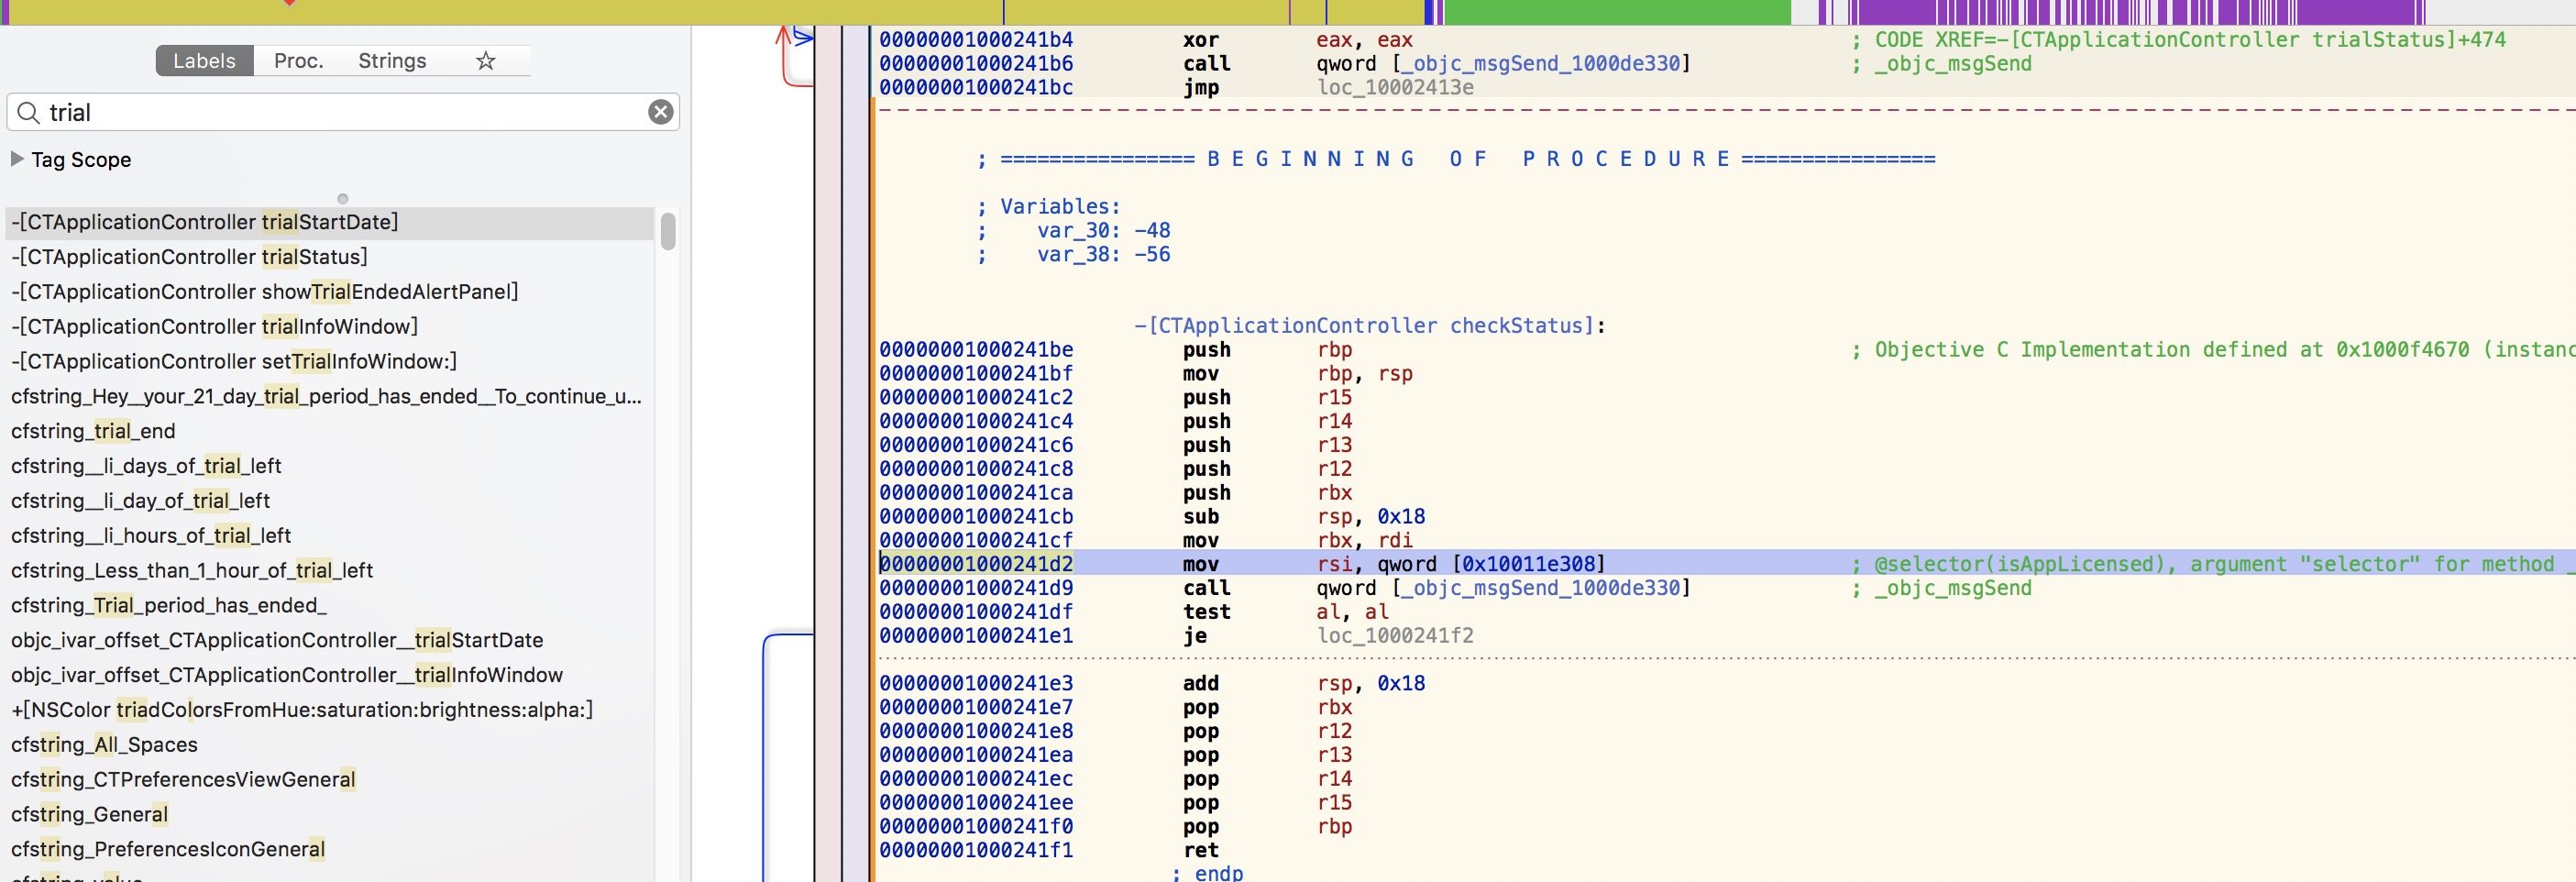 Labels Proc. Strings ☆
trial
Tag Scope
-[CTApplicationController trialStartDate]
-[CTApplicationController trialStatus]
-[CTApplicationController showTrialEndedAlertPanel]
-[CTApplicationController trialInfoWindow]
-[CTApplicationController setTrialInfoWindow:]
cfstring_Hey__your_21_day_trial_period_has_ended__To_continue_u...
cfstring_trial_end
cfstring__li_days_of_trial_left
cfstring__li_day_of_trial_left
cfstring__li_hours_of_trial_left
cfstring_Less_than_1_hour_of_trial_left
cfstring_Trial_period_has_ended_
objc_ivar_offset_CTApplicationController__trialStartDate
objc_ivar_offset_CTApplicationController__trialInfoWindow
+[NSColor triadColorsFromHue:saturation:brightness:alpha:]
cfstring_All_Spaces
cfstring_CTPreferencesViewGeneral
cfstring_General
cfstring_PreferencesIconGeneral
cfstring_value
00000001000241b4 xor eax, eax ; CODE XREF=-[CTApplicationController trialStatus]+474
00000001000241b6 call qword [_objc_msgSend_1000de330] ; _objc_msgSend
00000001000241bc jmp loc_10002413e
; ================ B E G I N N I N G O F P R O C E D U R E ================
; Variables:
; var_30: -48
; var_38: -56
-[CTApplicationController checkStatus]:
00000001000241be push rbp ; Objective C Implementation defined at 0x1000f4670 (instanc
00000001000241bf mov rbp, rsp
00000001000241c2 push r15
00000001000241c4 push r14
00000001000241c6 push r13
00000001000241c8 push r12
00000001000241ca push rbx
00000001000241cb sub rsp, 0x18
00000001000241cf mov rbx, rdi
00000001000241d2 mov rsi, qword [0x10011e308] ; @selector(isAppLicensed), argument "selector" for method _
00000001000241d9 call qword [_objc_msgSend_1000de330] ; _objc_msgSend
00000001000241df test al, al
00000001000241e1 je loc_1000241f2
00000001000241e3 add rsp, 0x18
00000001000241e7 pop rbx
00000001000241e8 pop r12
00000001000241ea pop r13
00000001000241ec pop r14
00000001000241ee pop r15
00000001000241f0 pop rbp
00000001000241f1 ret
; endp